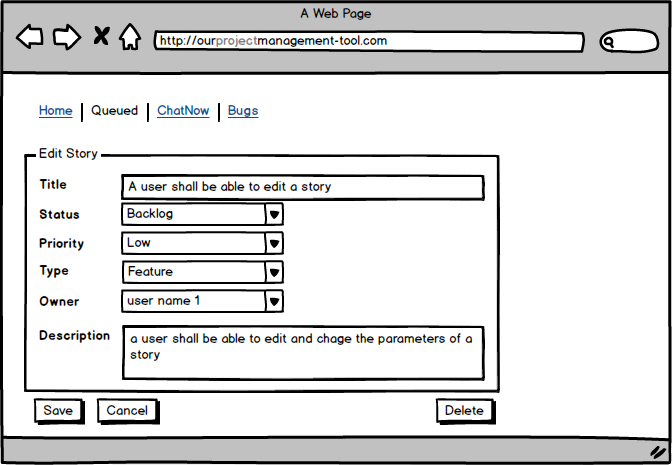 A Web Page
http://ourprojectmanagement-tool.com
Home Queued ChatNow Bugs
Edit Story
Title A user shall be able to edit a story
Status Backlog
Priority Low
Type Feature
Owner user name 1
Description a user shall be able to edit and chage the parameters of a
story
Save Cancel Delete